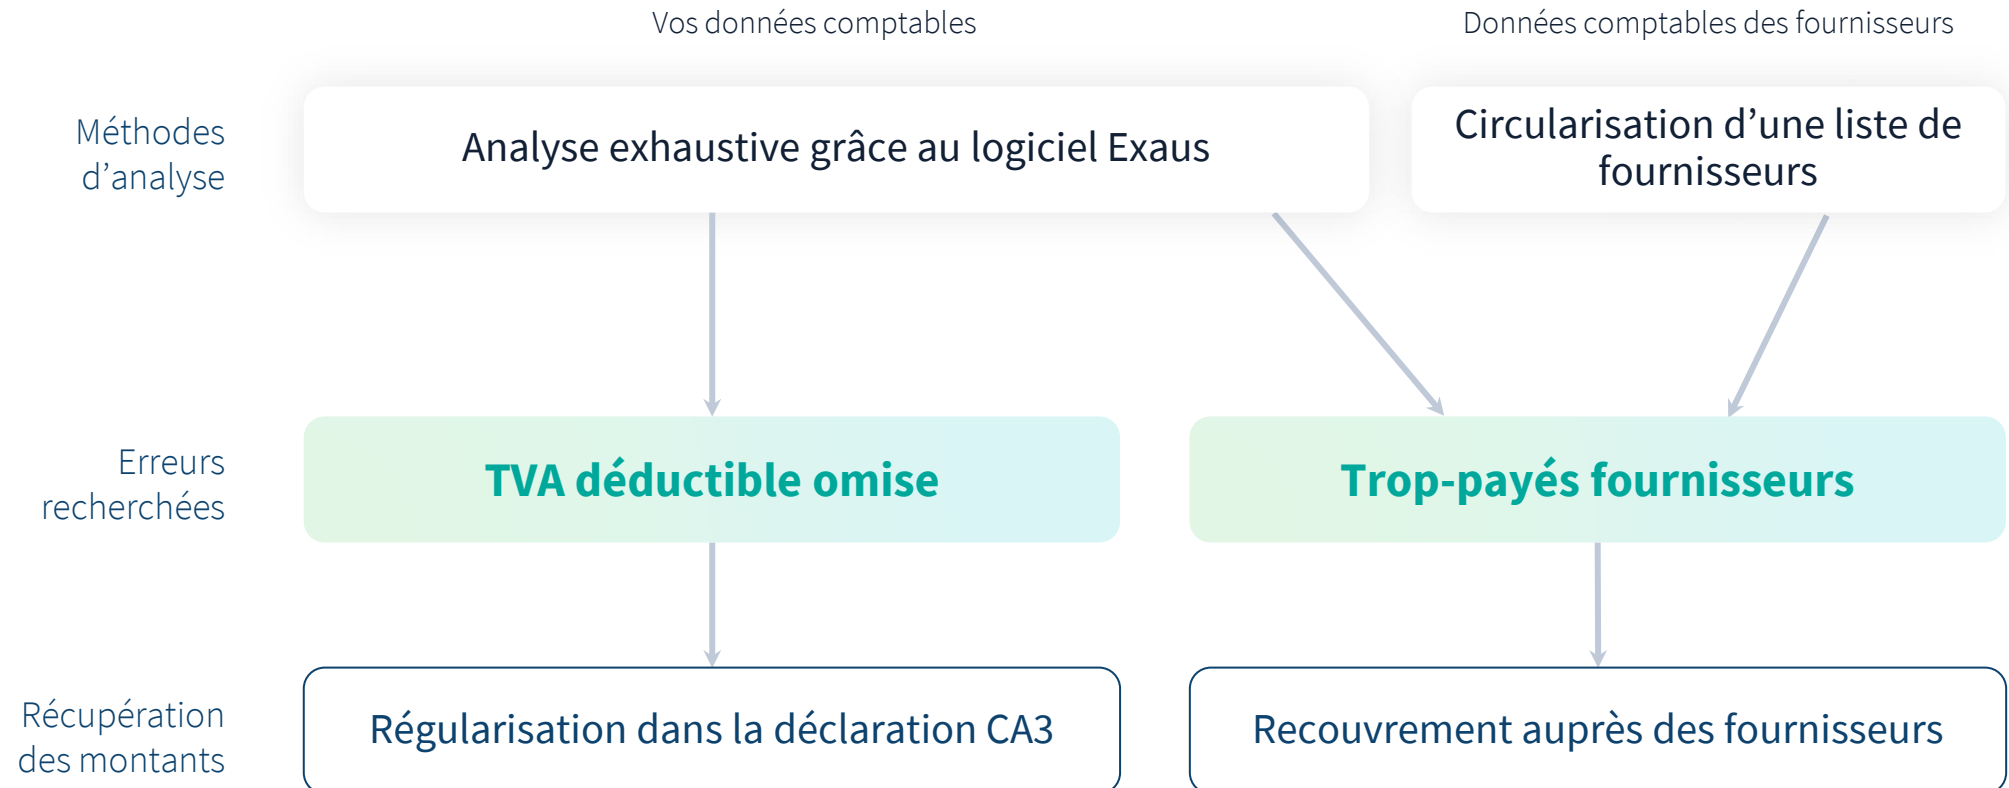 Vos données comptables
Données comptables des fournisseurs
Méthodes
d’analyse
Analyse exhaustive grâce au logiciel Exaus
Circularisation d’une liste de
fournisseurs
Erreurs
recherchées
TVA déductible omise
Trop-payés fournisseurs
Récupération
des montants
Régularisation dans la déclaration CA3
Recouvrement auprès des fournisseurs